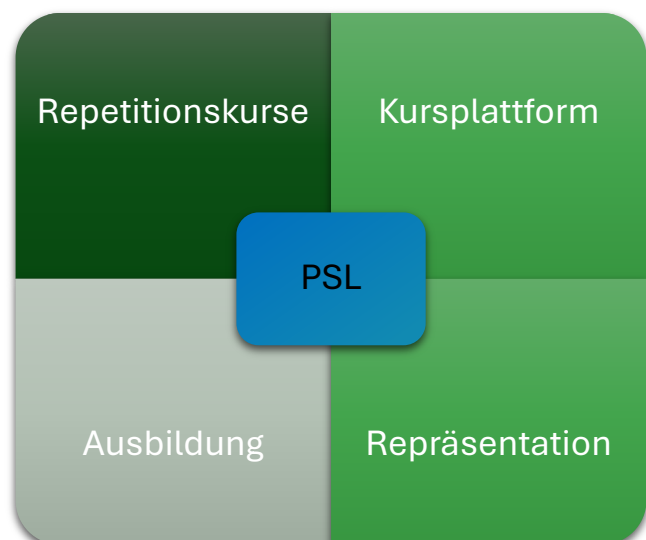 Repetitionskurse
Kursplattform
PSL
Ausbildung
Repräsentation